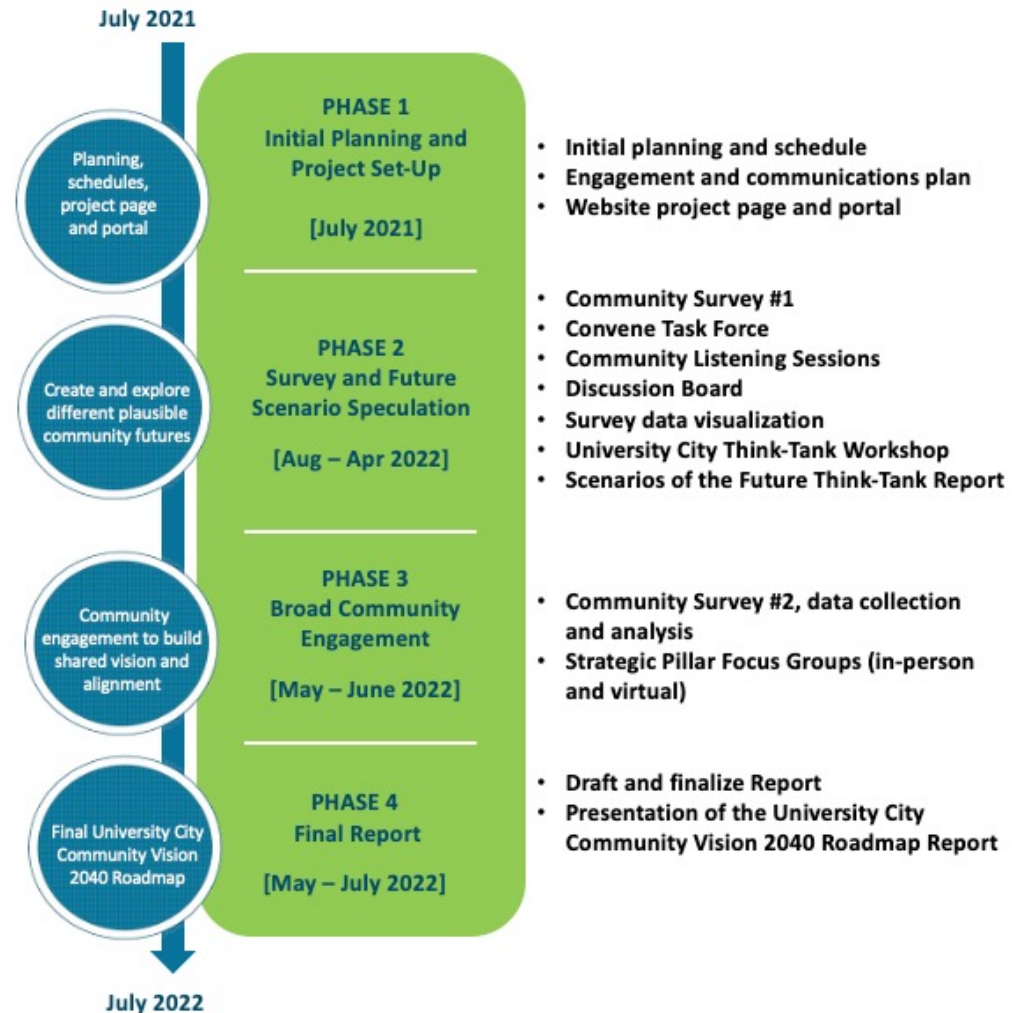 July 2021
Planning,
schedules,
project page
and portal
PHASE 1
Initial Planning and
Project Set-Up
[July 2021]
• Initial planning and schedule
• Engagement and communications plan
• Website project page and portal
Create and explore
different plausible
community futures
PHASE 2
Survey and Future
Scenario Speculation
[Aug – Apr 2022]
• Community Survey #1
• Convene Task Force
• Community Listening Sessions
• Discussion Board
• Survey data visualization
• University City Think-Tank Workshop
• Scenarios of the Future Think-Tank Report
Community
engagement to build
shared vision and
alignment
PHASE 3
Broad Community
Engagement
[May – June 2022]
• Community Survey #2, data collection
and analysis
• Strategic Pillar Focus Groups (in-person
and virtual)
Final University City
Community Vision
2040 Roadmap
PHASE 4
Final Report
[May – July 2022]
• Draft and finalize Report
• Presentation of the University City
Community Vision 2040 Roadmap Report
July 2022